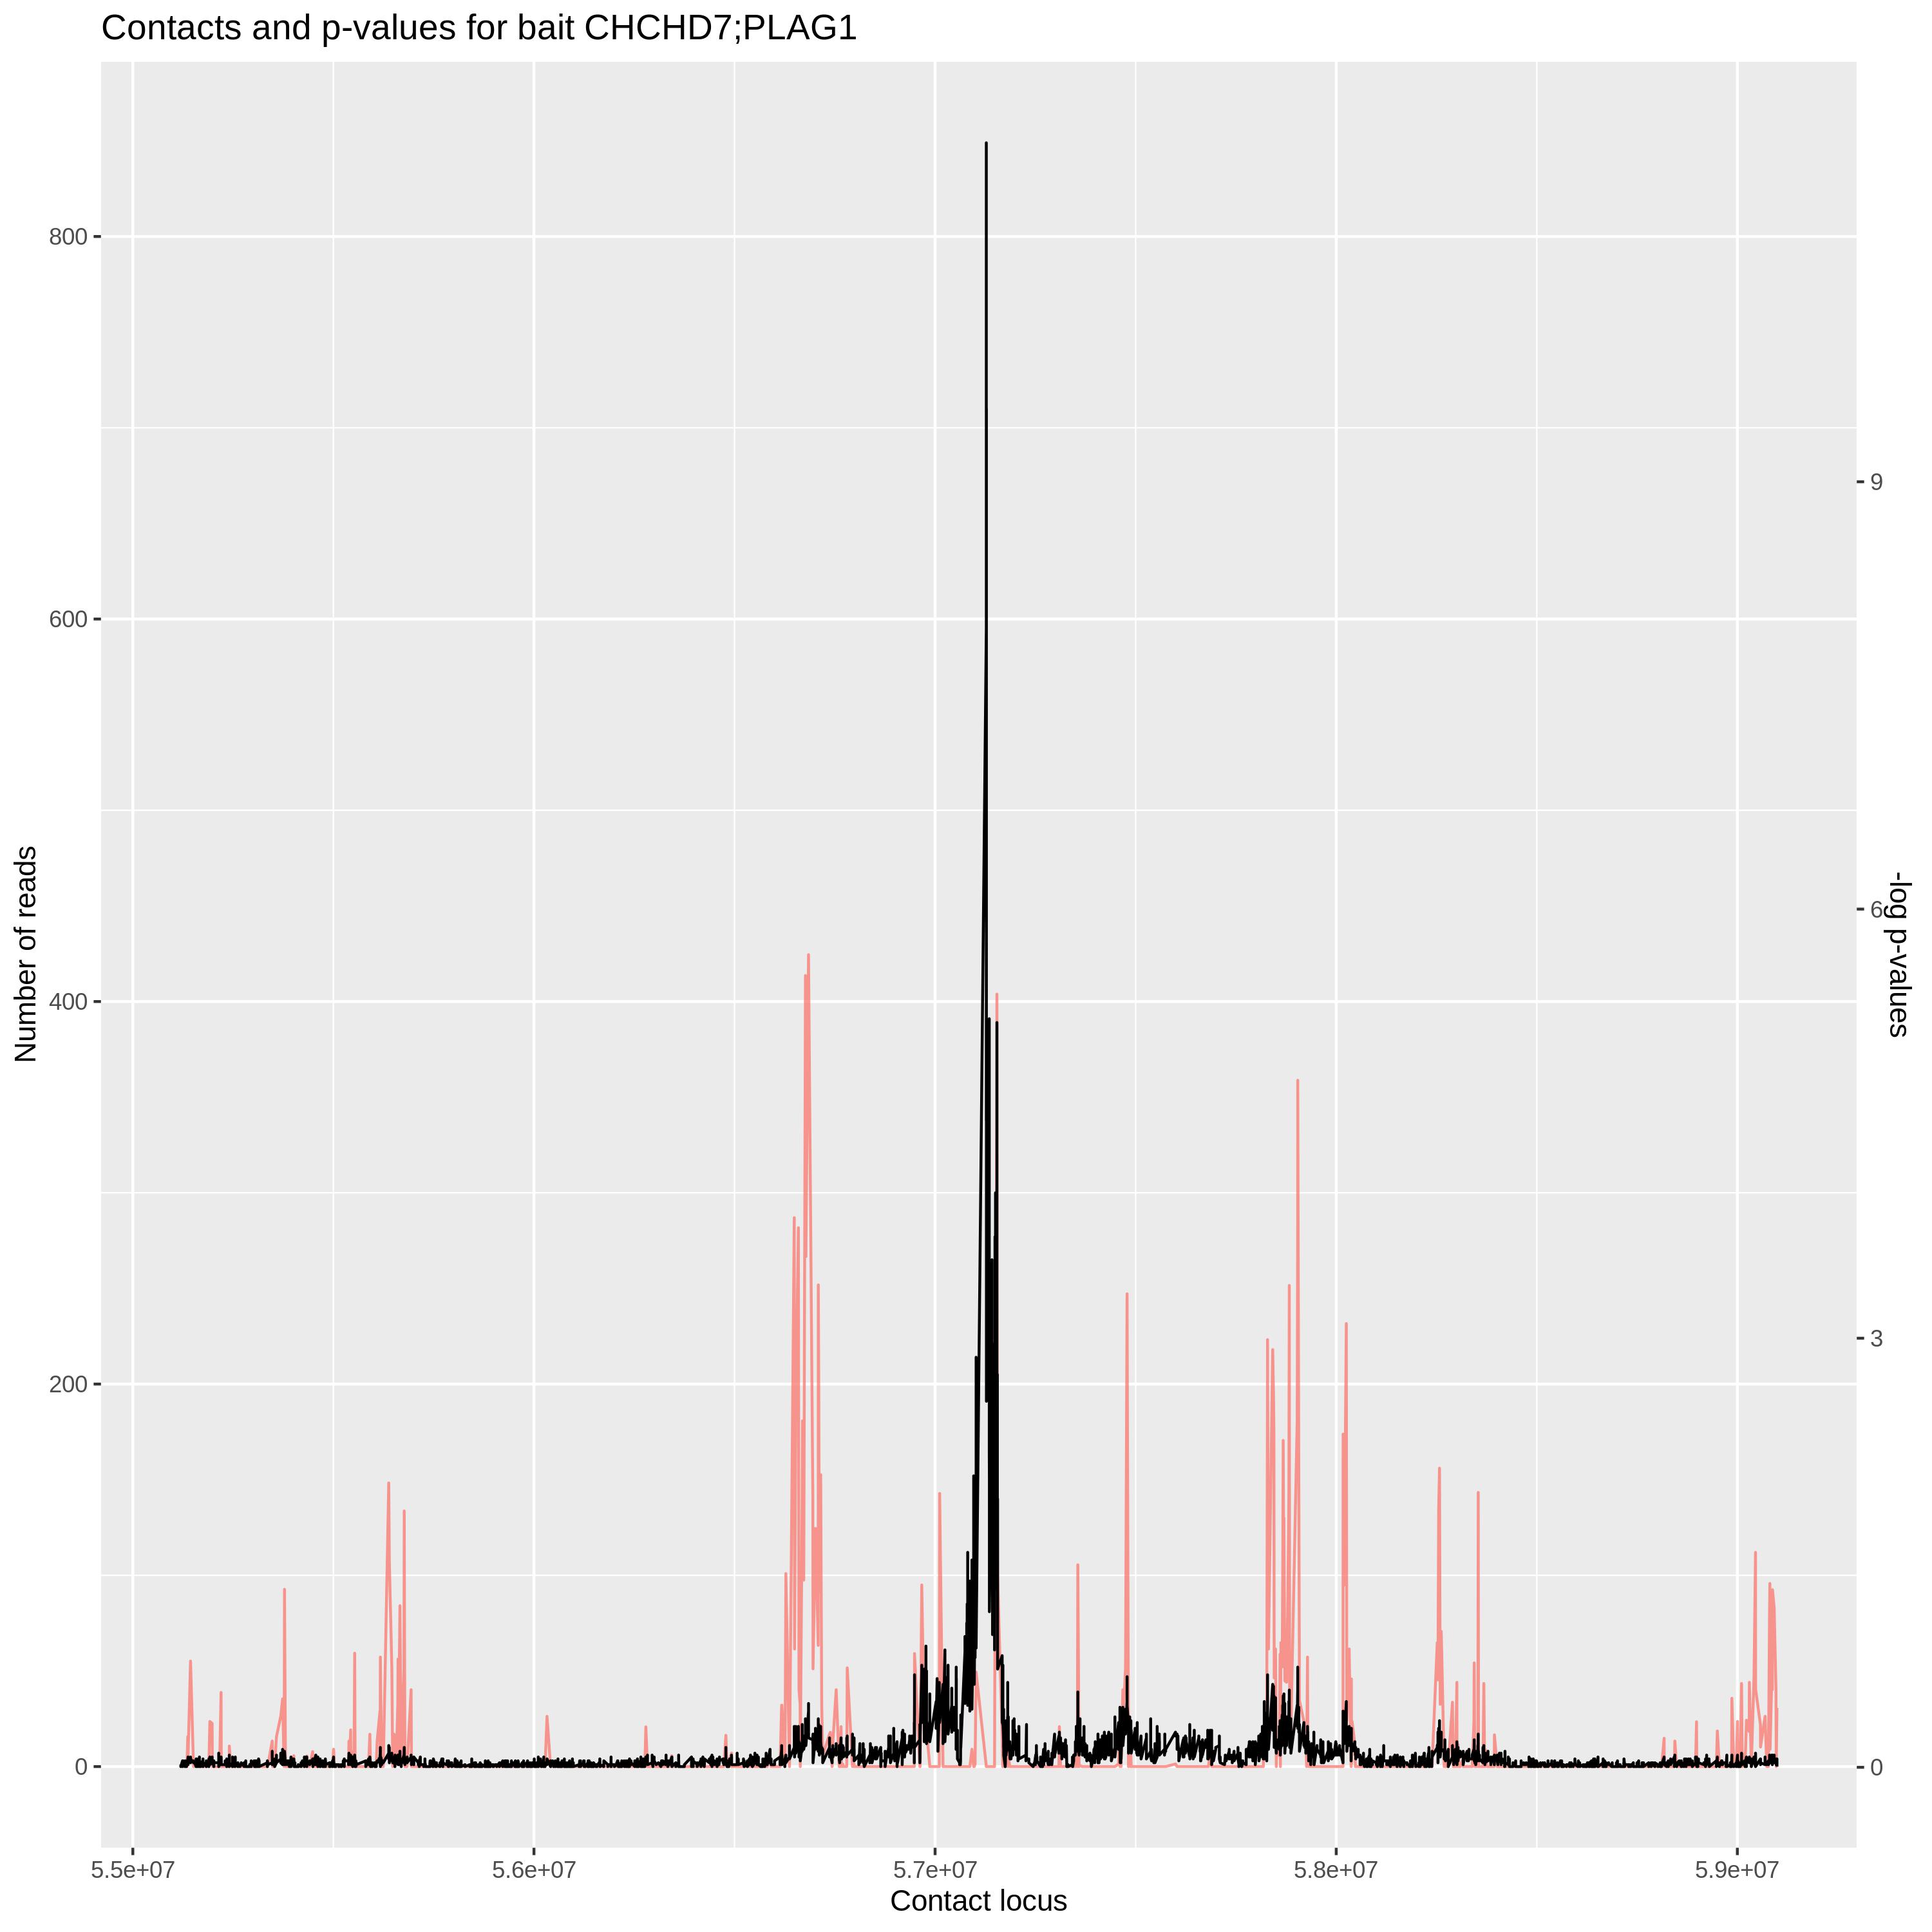 Contacts and p-values for bait CHCHD7;PLAG1
Number of reads
800
600
400
200
0
9
6
3
0
-log p-values
5.5e+07
5.6e+07
5.7e+07
5.8e+07
5.9e+07
Contact locus